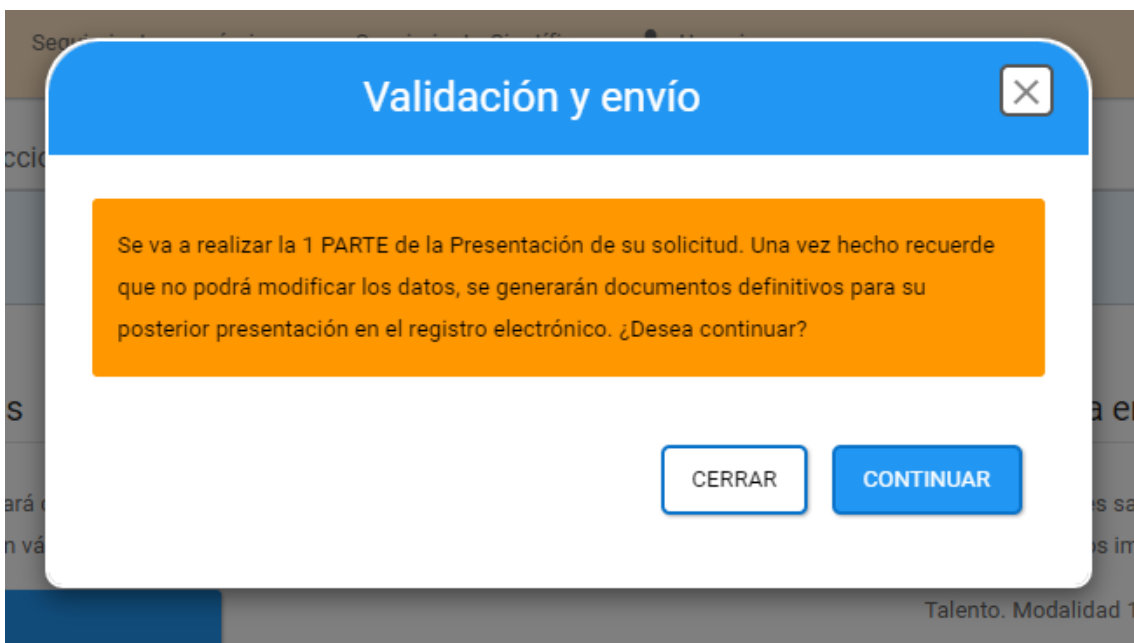 Validación y envío
Se va a realizar la 1 PARTE de la Presentación de su solicitud. Una vez hecho recuerde
que no podrá modificar los datos, se generarán documentos definitivos para su
posterior presentación en el registro electrónico. ¿Desea continuar?
CERRAR
CONTINUAR
Talento. Modalidad 1